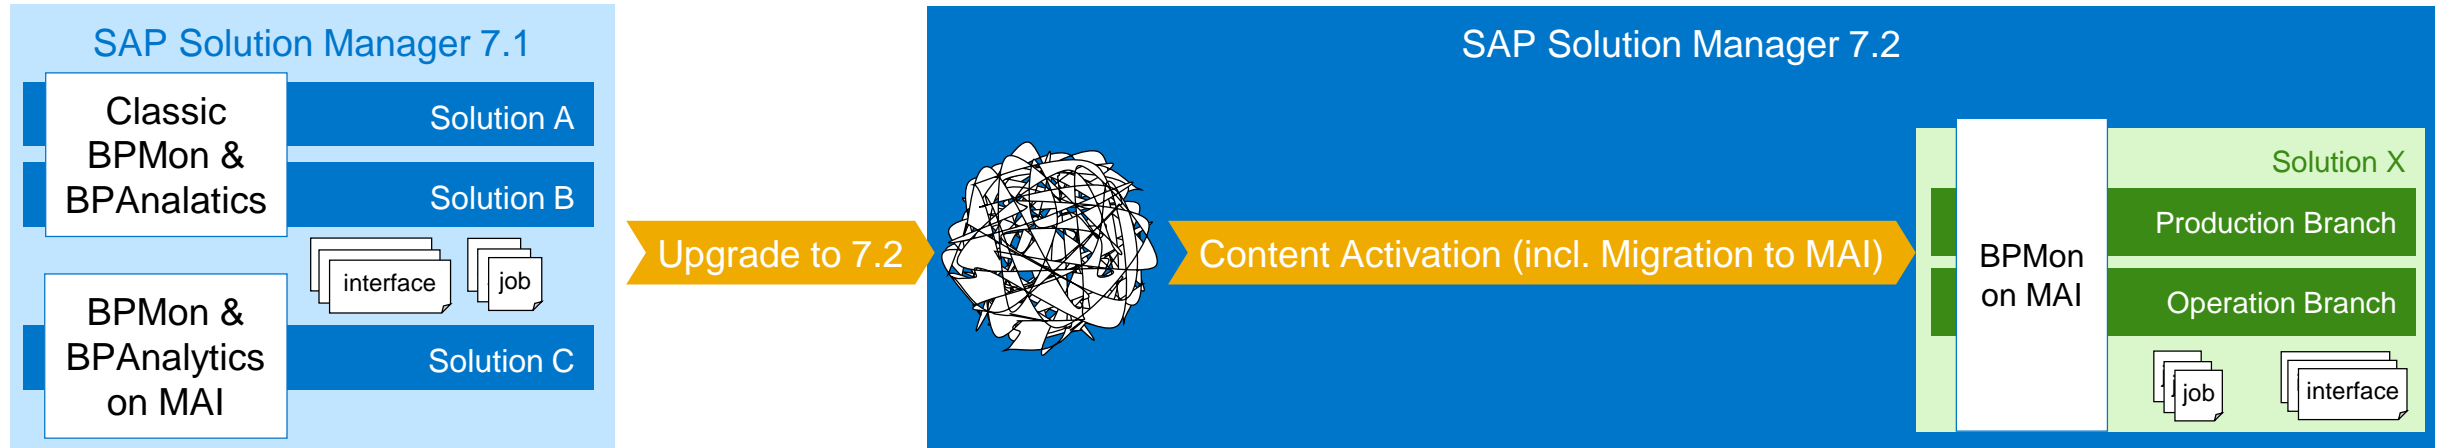 SAP Solution Manager 7.1
Classic
BPMon &
BPAnalatics
Solution A
Solution B
interface
job
BPMon &
BPAnalytics
on MAI
Solution C
Upgrade to 7.2
SAP Solution Manager 7.2
Content Activation (incl. Migration to MAI)
BPMon
on MAI
Solution X
Production Branch
Operation Branch
job
interface